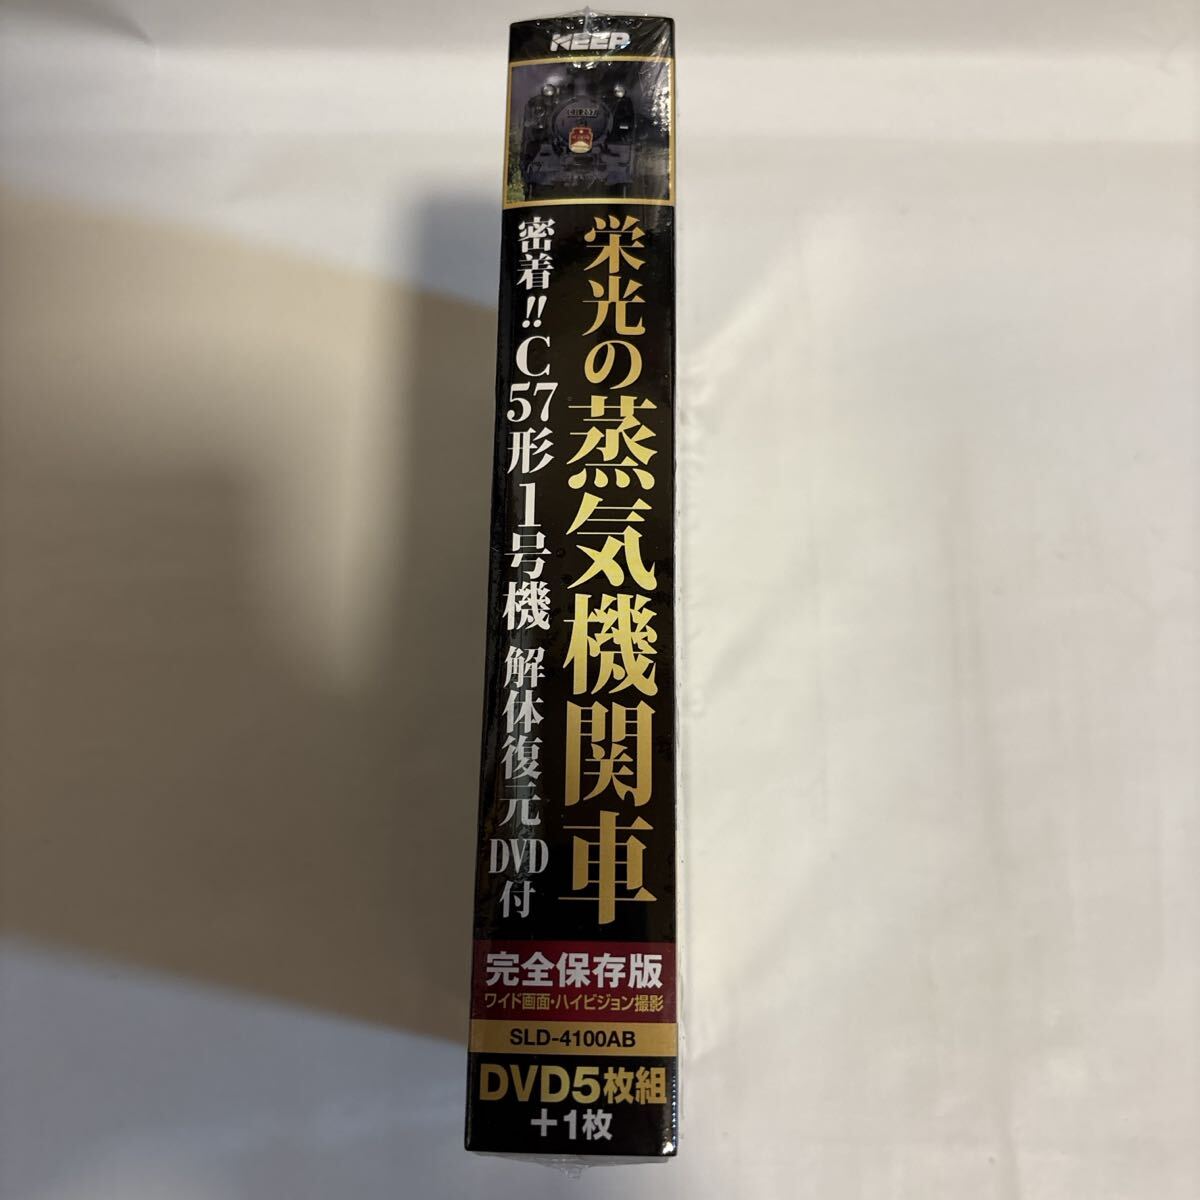 KEEP
栄光の蒸気機関車
密着!!C57形1号機 解体復元DVD付
完全保存版
ワイド画面・ハイビジョン撮影
SLD-4100AB
DVD5枚組
+1枚